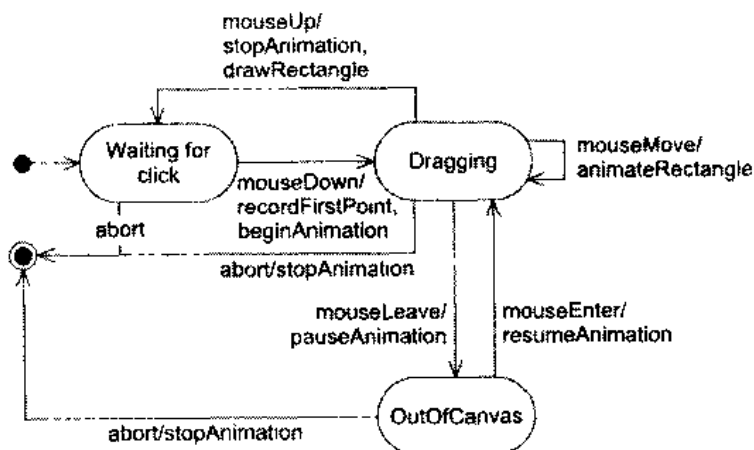 mouseUp/
stopAnimation,
drawRectangle
Waiting for
click
Dragging
mouseMove/
animateRectangle
mouseDown/
recordFirstPoint,
beginAnimation
abort
abort/stopAnimation
mouseLeave/
pauseAnimation
mouseEnter/
resumeAnimation
OutOfCanvas
abort/stopAnimation